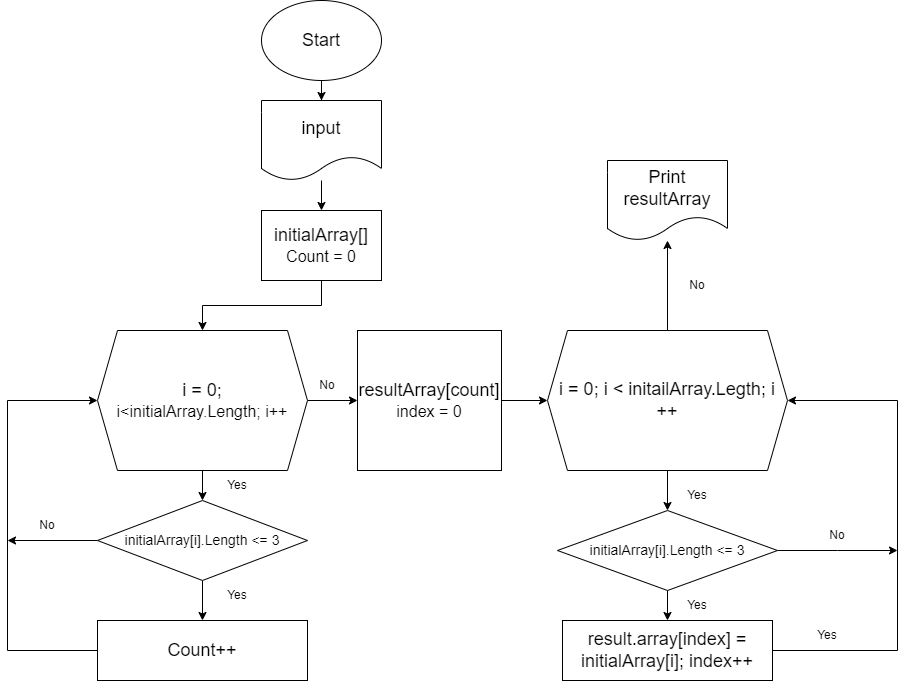 Start
input
initialArray[]
Count = 0
i = 0;
i<initialArray.Length; i++
No
resultArray[count]
index = 0
i = 0; i < initailArray.Legth; i
++
No
Print
resultArray
Yes
initialArray[i].Length <= 3
No
Yes
Count++
Yes
initialArray[i].Length <= 3
No
Yes
result.array[index] =
initialArray[i]; index++
Yes